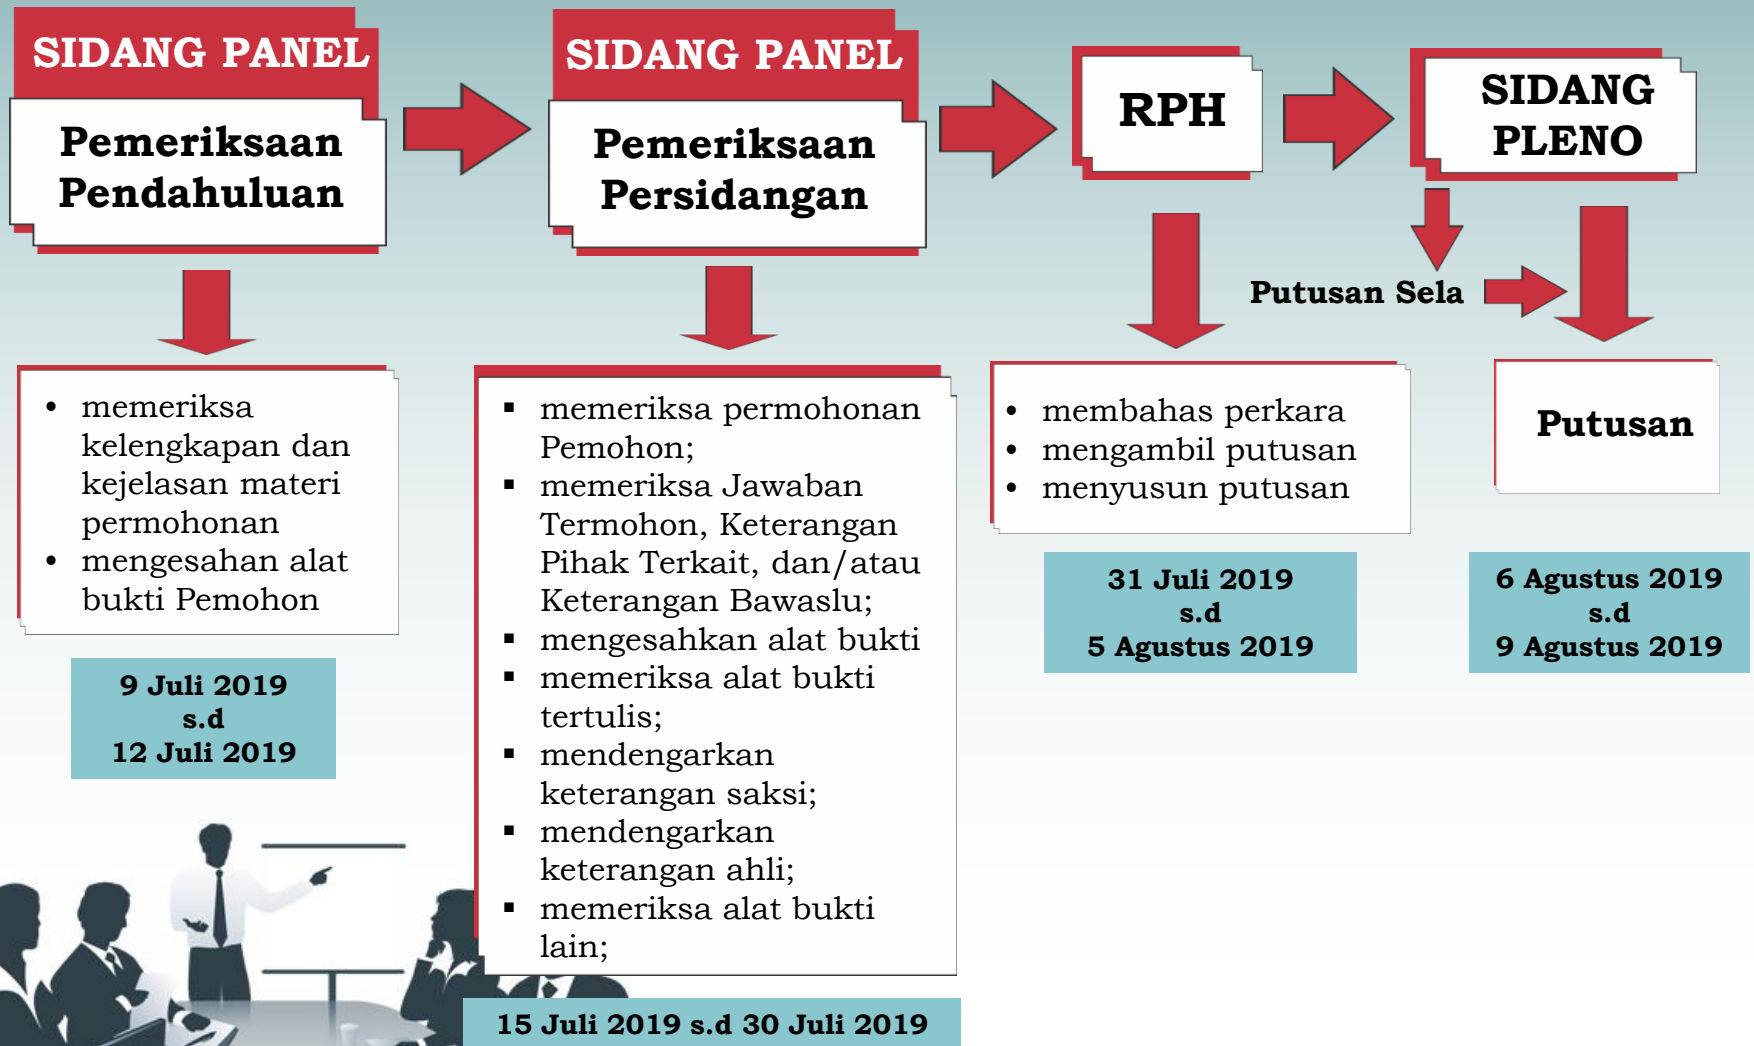 SIDANG PANEL
Pemeriksaan
Pendahuluan
• memeriksa
kelengkapan dan
kejelasan materi
permohonan
• mengesahan alat
bukti Pemohon
9 Juli 2019
s.d
12 Juli 2019
SIDANG PANEL
Pemeriksaan
Persidangan
▪ memeriksa permohonan
Pemohon;
▪ memeriksa Jawaban
Termohon, Keterangan
Pihak Terkait, dan/atau
Keterangan Bawaslu;
▪ mengesahkan alat bukti
▪ memeriksa alat bukti
tertulis;
▪ mendengarkan
keterangan saksi;
▪ mendengarkan
keterangan ahli;
▪ memeriksa alat bukti
lain;
15 Juli 2019 s.d 30 Juli 2019
RPH
• membahas perkara
• mengambil putusan
• menyusun putusan
31 Juli 2019
s.d
5 Agustus 2019
SIDANG
PLENO
Putusan Sela
Putusan
6 Agustus 2019
s.d
9 Agustus 2019